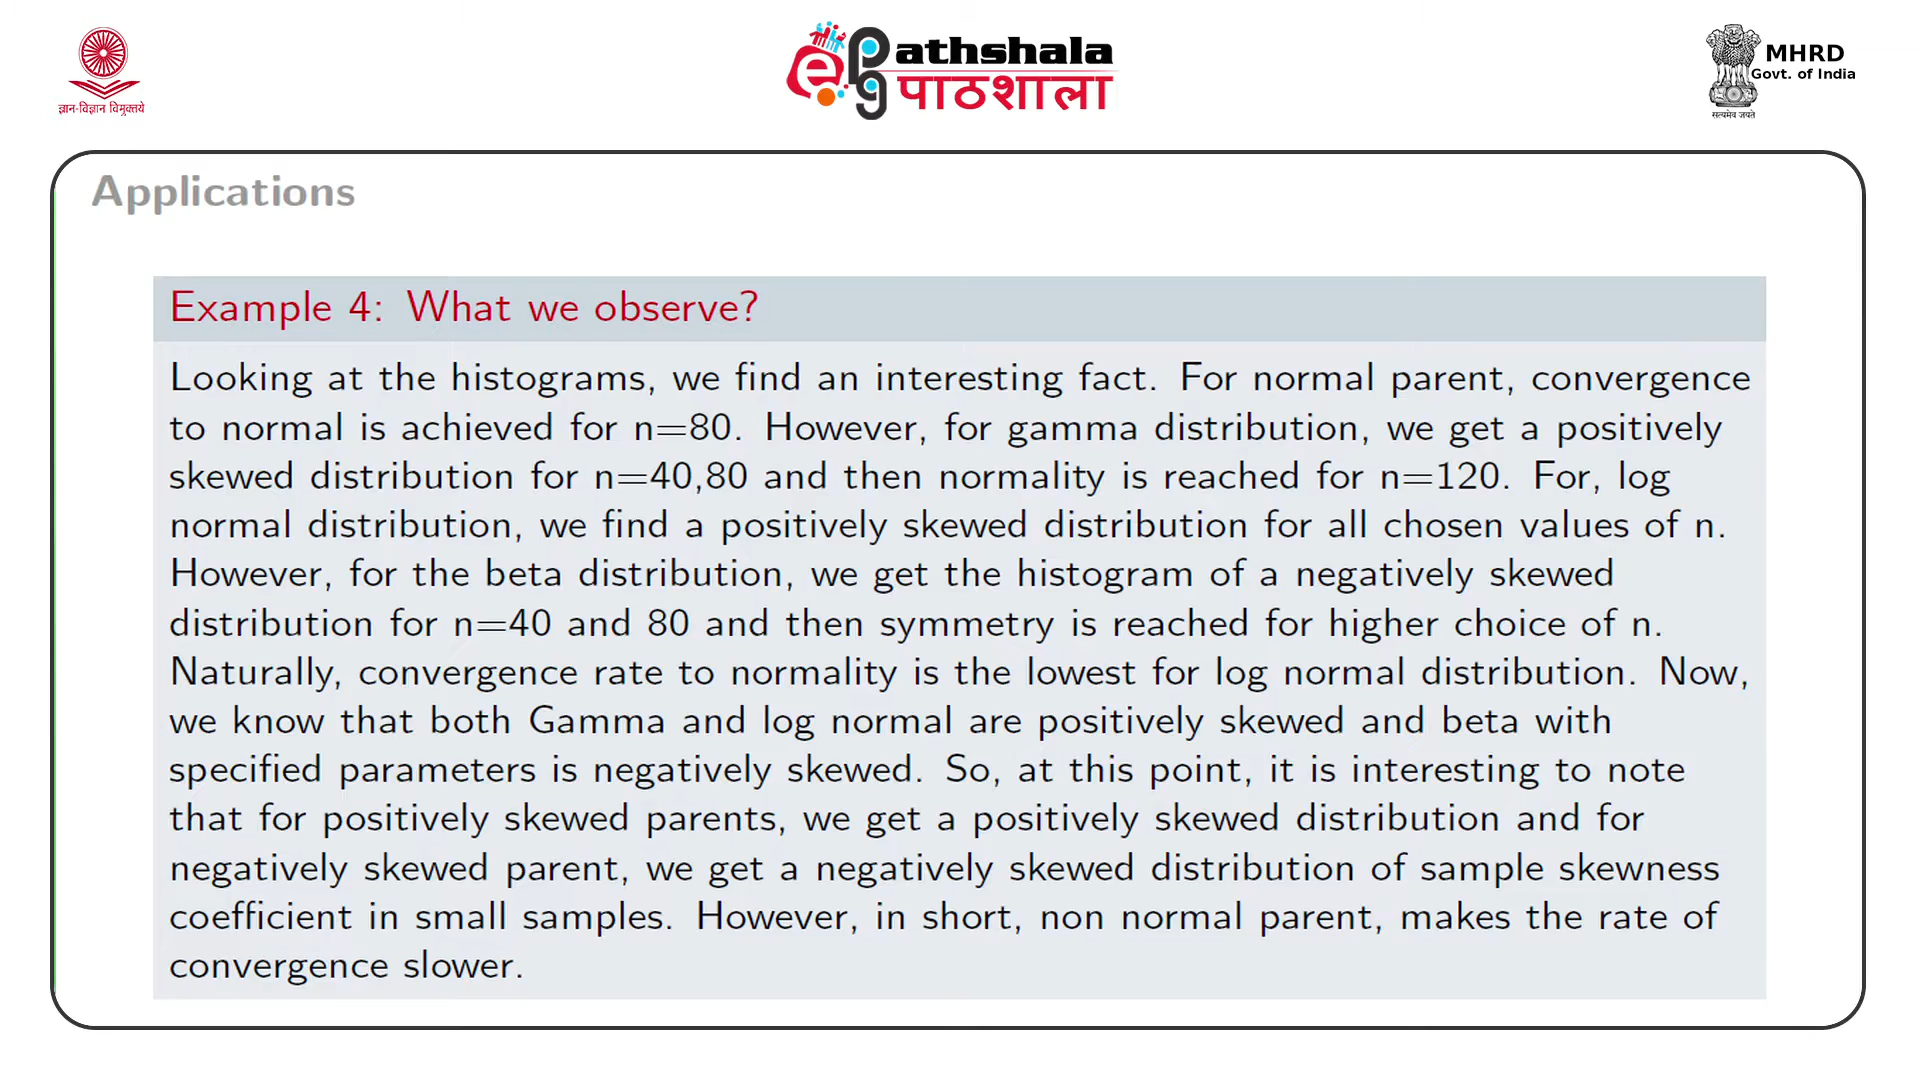 ज्ञान-विज्ञान विमुक्तये
ePgathshala
पाठशाला
MHRD
Govt. of India
सत्यमेव जयते
Applications
Example 4: What we observe?
Looking at the histograms, we find an interesting fact. For normal parent, convergence
to normal is achieved for n=80. However, for gamma distribution, we get a positively
skewed distribution for n=40,80 and then normality is reached for n=120. For, log
normal distribution, we find a positively skewed distribution for all chosen values of n.
However, for the beta distribution, we get the histogram of a negatively skewed
distribution for n=40 and 80 and then symmetry is reached for higher choice of n.
Naturally, convergence rate to normality is the lowest for log normal distribution. Now,
we know that both Gamma and log normal are positively skewed and beta with
specified parameters is negatively skewed. So, at this point, it is interesting to note
that for positively skewed parents, we get a positively skewed distribution and for
negatively skewed parent, we get a negatively skewed distribution of sample skewness
coefficient in small samples. However, in short, non normal parent, makes the rate of
convergence slower.